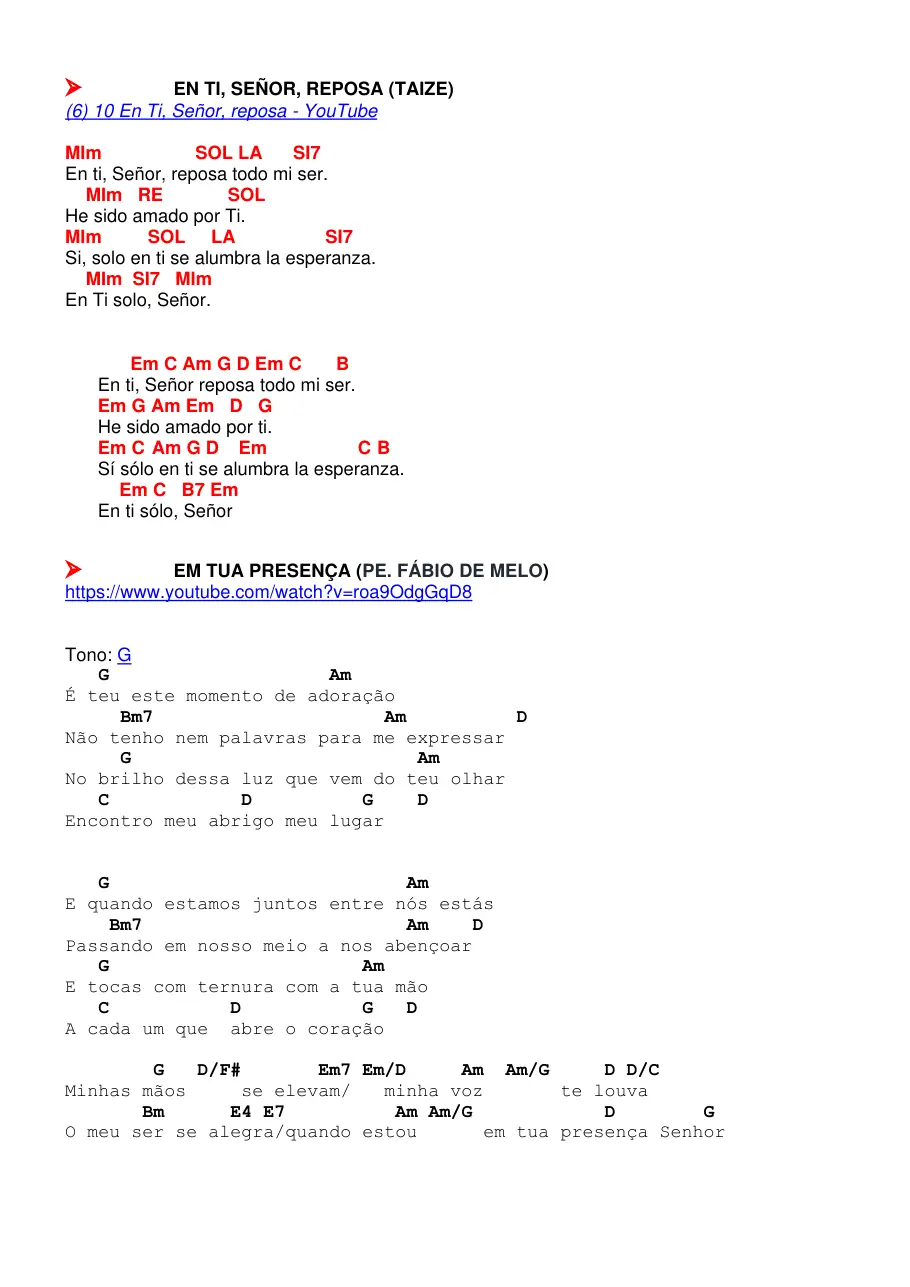 ➤ EN TI, SEÑOR, REPOSA (TAIZE)
(6) 10 En Ti, Señor, reposa - YouTube
MIm SOL LA SI7
En ti, Señor, reposa todo mi ser.
MIm RE SOL
He sido amado por Ti.
MIm SOL LA SI7
Si, solo en ti se alumbra la esperanza.
MIm SI7 MIm
En Ti solo, Señor.
Em C Am G D Em C B
En ti, Señor reposa todo mi ser.
Em G Am Em D G
He sido amado por ti.
Em C Am G D Em C B
Sí sólo en ti se alumbra la esperanza.
Em C B7 Em
En ti sólo, Señor
➤ EM TUA PRESENÇA (PE. FÁBIO DE MELO)
https://www.youtube.com/watch?v=roa9OdgGqD8
Tono: G
G Am
É teu este momento de adoração
Bm7 Am D
Não tenho nem palavras para me expressar
G Am
No brilho dessa luz que vem do teu olhar
C D G D
Encontro meu abrigo meu lugar
G Am
E quando estamos juntos entre nós estás
Bm7 Am D
Passando em nosso meio a nos abençoar
G Am
E tocas com ternura com a tua mão
C D G D
A cada um que abre o coração
G D/F# Em7 Em/D Am Am/G D D/C
Minhas mãos se elevam/ minha voz te louva
Bm E4 E7 Am Am/G D G
O meu ser se alegra/quando estou em tua presença Senhor